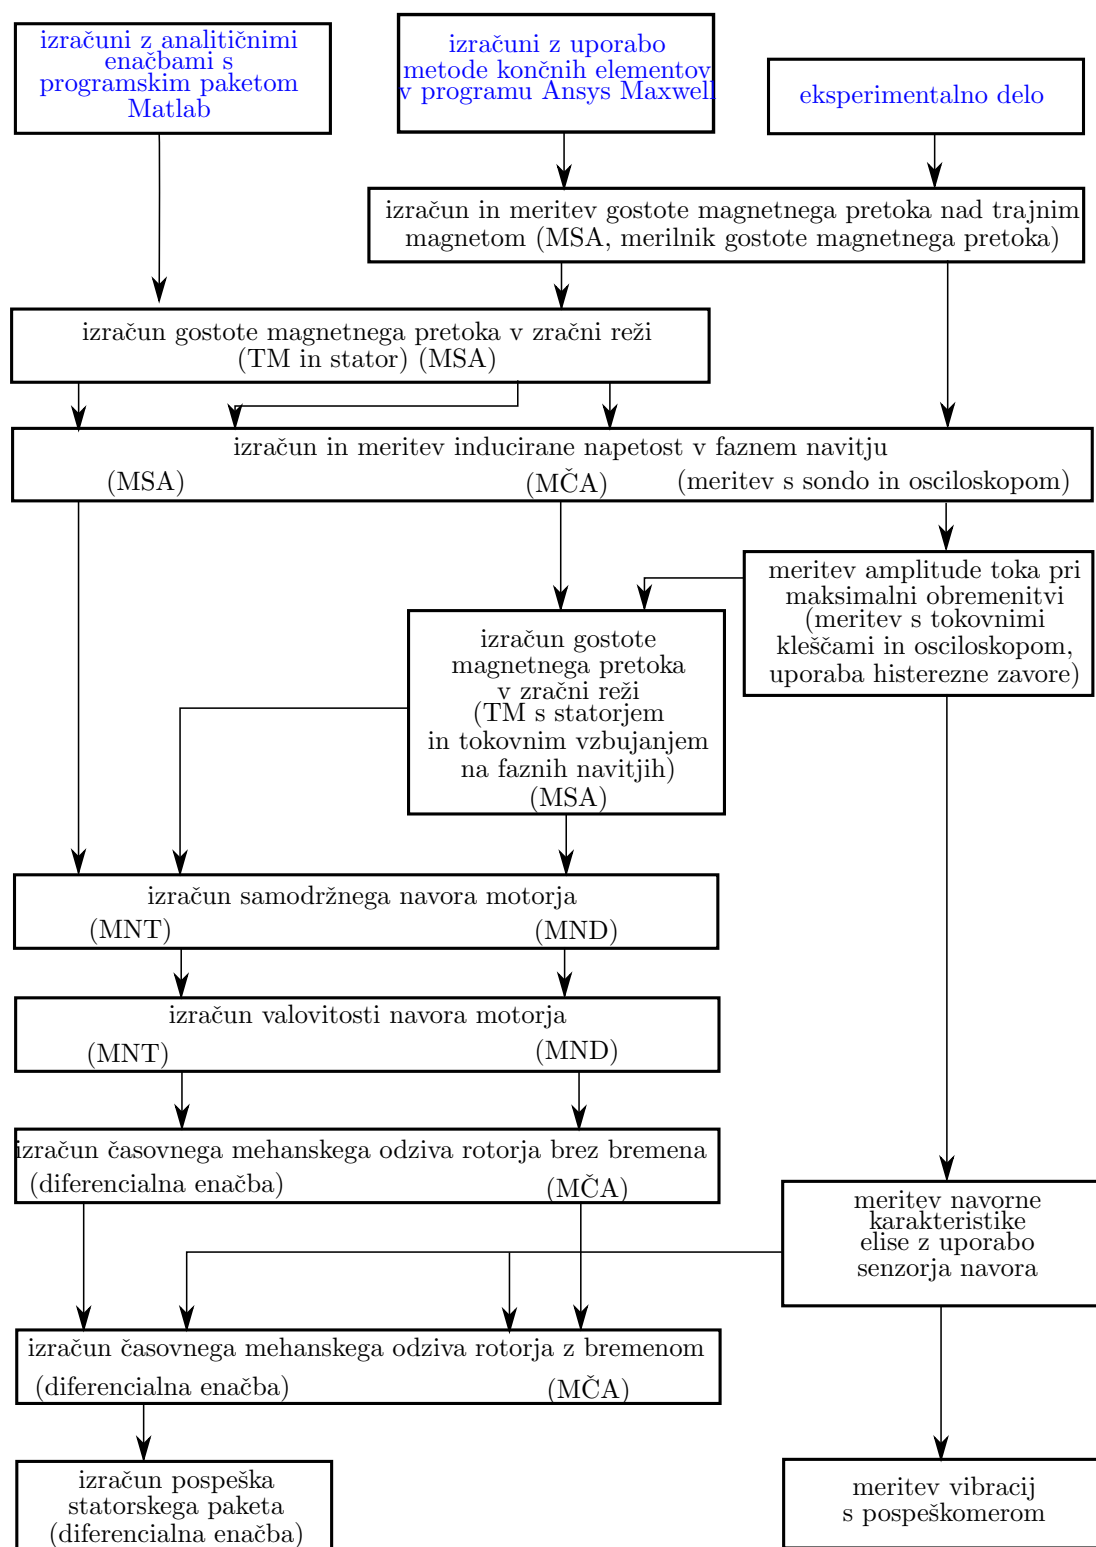 izračuni z analitičnimi
enačbami s
programskim paketom
Matlab
izračuni z uporabo
metode končnih elementov
v programu Ansys Maxwell
eksperimentalno delo
izračun in meritev gostote magnetnega pretoka nad trajnim
magnetom (MSA, merilnik gostote magnetnega pretoka)
izračun gostote magnetnega pretoka v zračni reži
(TM in stator) (MSA)
izračun in meritev inducirane napetost v faznem navitju
(MSA) (MČA) (meritev s sondo in osciloskopom)
meritev amplitude toka pri
maksimalni obremenitvi
(meritev s tokovnimi
kleščami in osciloskopom,
uporaba histerezne zavore)
izračun gostote
magnetnega pretoka
v zračni reži
(TM s statorjem
in tokovnim vzbujanjem
na faznih navitjih)
(MSA)
izračun samodržnega navora motorja
(MNT) (MND)
izračun valovitosti navora motorja
(MNT) (MND)
izračun časovnega mehanskega odziva rotorja brez bremena
(diferencialna enačba) (MČA)
meritev navorne
karakteristike
elise z uporabo
senzorja navora
izračun časovnega mehanskega odziva rotorja z bremenom
(diferencialna enačba) (MČA)
izračun pospeška
statorskega paketa
(diferencialna enačba)
meritev vibracij
s pospeškomerom